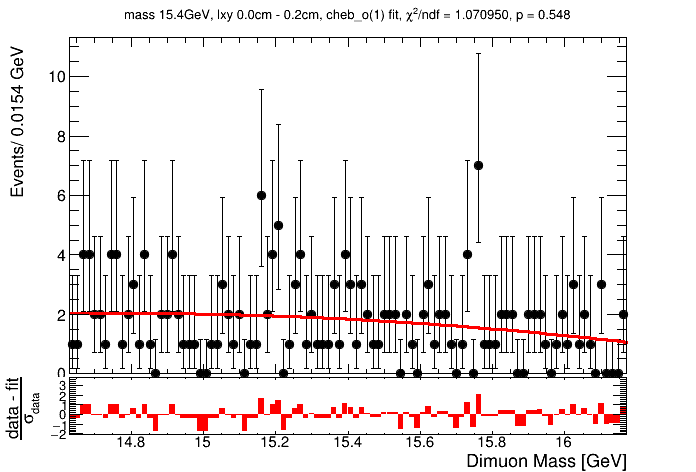 mass 15.4GeV, lxy 0.0cm - 0.2cm, cheb_o(1) fit, χ²/ndf = 1.070950, p = 0.548
Events/ 0.0154 GeV
10
8
6
4
2
0
data - fit
σdata
3
2
1
0
−1
−2
14.8 15 15.2 15.4 15.6 15.8 16
Dimuon Mass [GeV]